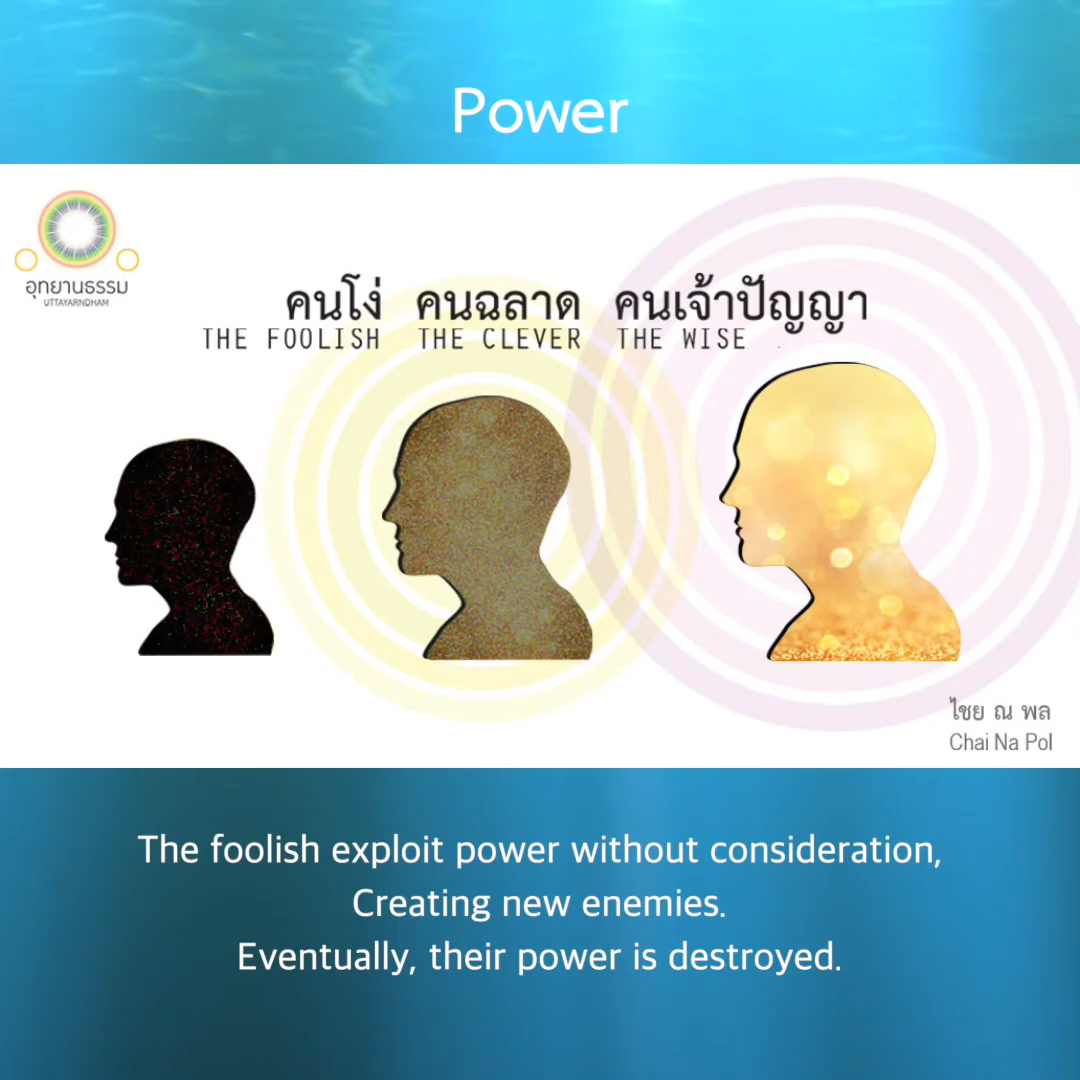 Power
อุทยานธรรม
UTTAYARNDHAM
คนโง่ คนฉลาด คนเจ้าปัญญา
THE FOOLISH THE CLEVER THE WISE
ไชย ณ พล
Chai Na Pol
The foolish exploit power without consideration,
Creating new enemies.
Eventually, their power is destroyed.